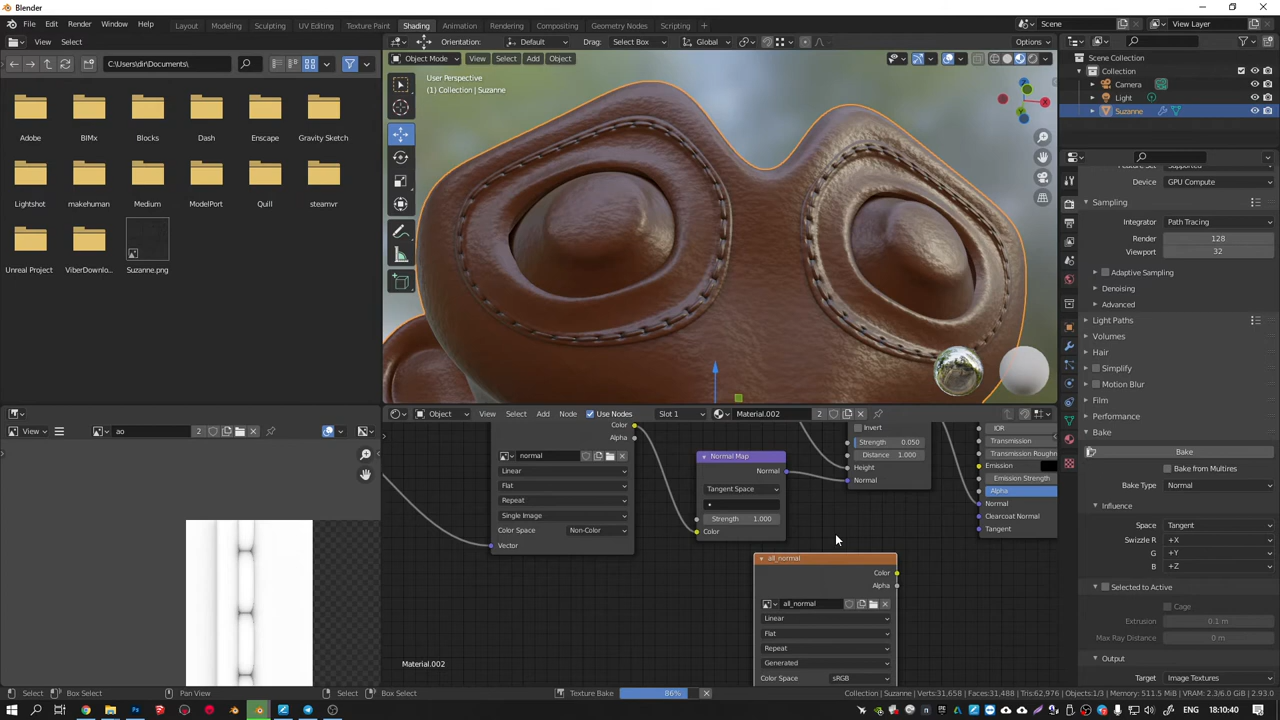 Blender
File Edit Render Window Help Layout Modeling Sculpting UV Editing Texture Paint Shading Animation Rendering Compositing Geometry Nodes Scripting + Scene View Layer
View Select C:\Users\dir\Documents\
Orientation: Default Drag: Select Box Global Options
Object Mode View Select Add Object
User Perspective
(1) Collection | Suzanne
Adobe BIMx Blocks Dash Enscape Gravity Sketch
Lightshot makehuman Medium ModelPort Quill steamvr
Unreal Project ViberDownlo... Suzanne.png
Scene Collection
Collection
Camera
Light
Suzanne
Device GPU Compute
Sampling
Integrator Path Tracing
Render 128
Viewport 32
Adaptive Sampling
Denoising
Advanced
Light Paths
Volumes
Hair
Simplify
Motion Blur
Film
Performance
Bake
Bake
Bake from Multires
Bake Type Normal
Influence
Space Tangent
Swizzle R +X
G +Y
B +Z
Selected to Active
Cage
Extrusion 0.1 m
Max Ray Distance 0 m
Output
Target Image Textures
View ao 2
Object View Select Add Node Use Nodes Slot 1 Material.002 2
Color
Alpha
normal
Linear
Flat
Repeat
Single Image
Color Space Non-Color
Vector
Normal Map
Normal
Tangent Space
Strength 1.000
Color
Invert
Strength 0.050
Distance 1.000
Height
Normal
IOR
Transmission
Transmission Rough
Emission
Emission Strength
Alpha
Normal
Clearcoat Normal
Tangent
all_normal
Color
Alpha
all_normal
Linear
Flat
Repeat
Generated
Color Space sRGB
Material.002
Select Box Select Pan View Select Box Select Texture Bake 86% Collection | Suzanne | Verts:31,658 | Faces:31,488 | Tris:62,976 | Objects:1/3 | Memory: 511.5 MiB | VRAM: 2.3/6.0 GiB | 2.93.0
18:10:40